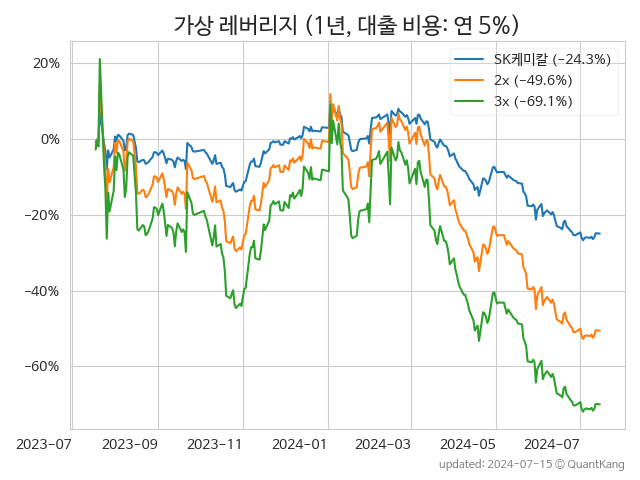 가상 레버리지 (1년, 대출 비용: 연 5%)
SK케미칼 (−24.3%)
2x (−49.6%)
3x (−69.1%)
20%
0%
−20%
−40%
−60%
2023-07 2023-09 2023-11 2024-01 2024-03 2024-05 2024-07
updated: 2024-07-15 © QuantKang